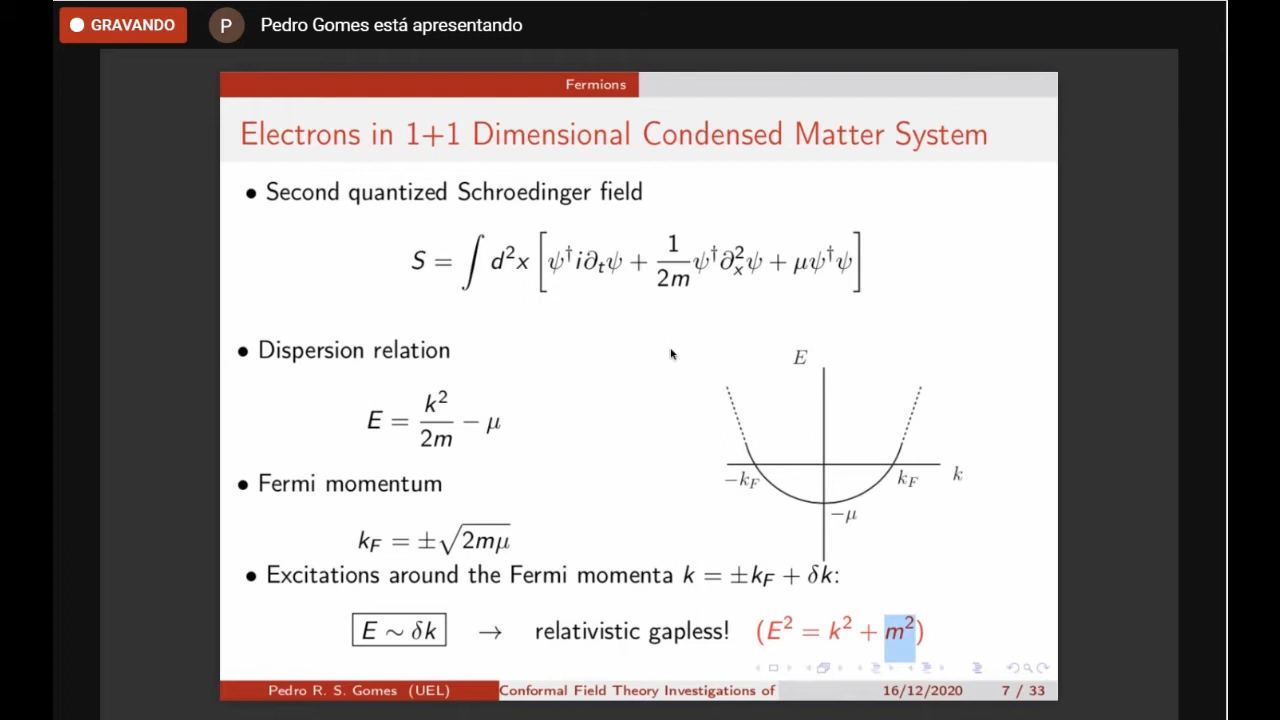 GRAVANDO
P
Pedro Gomes está apresentando
Fermions
Electrons in 1+1 Dimensional Condensed Matter System
• Second quantized Schroedinger field
S = ∫ d²x [ψ†i∂ₜψ + 1/2m ψ†∂ₓ²ψ + μψ†ψ]
• Dispersion relation
E = k²/2m − μ
E
−k_F
k_F
k
−μ
• Fermi momentum
k_F = ±√2mμ
• Excitations around the Fermi momenta k = ±k_F + δk:
E ∼ δk → relativistic gapless! (E² = k² + m²)
Pedro R. S. Gomes (UEL) Conformal Field Theory Investigations of 16/12/2020 7 / 33